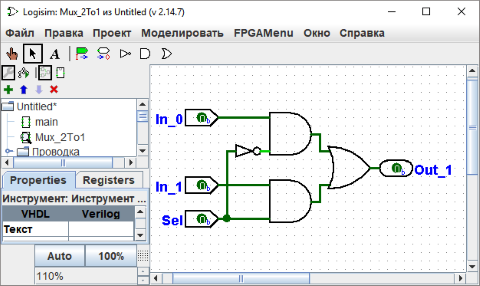 Logisim: Mux_2To1 из Untitled (v 2.14.7)
Файл Правка Проект Моделировать FPGAMenu Окно Справка
A
Untitled*
main
Mux_2To1
Проводка
Properties Registers
Инструмент: Инструмент ...
VHDL Verilog
Текст
Auto 100%
110%
In_0
In_1
Sel
Out_1